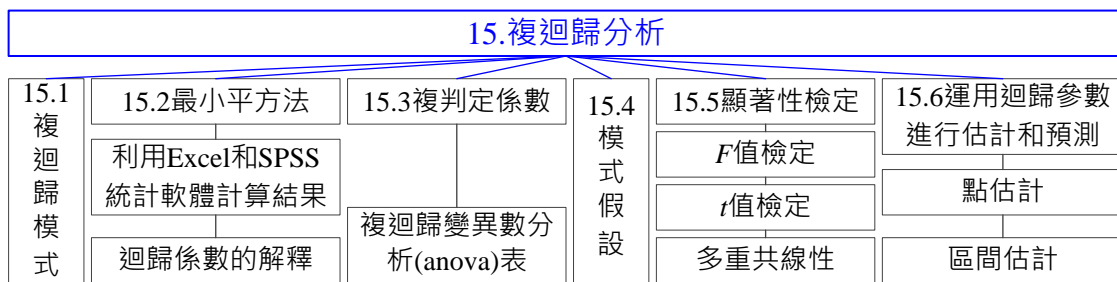 15.複迴歸分析
15.1
複
迴
歸
模
式
15.2最小平方法
利用Excel和SPSS
統計軟體計算結果
迴歸係數的解釋
15.3複判定係數
複迴歸變異數分
析(anova)表
15.4
模
式
假
設
15.5顯著性檢定
F值檢定
t值檢定
多重共線性
15.6運用迴歸參數
進行估計和預測
點估計
區間估計